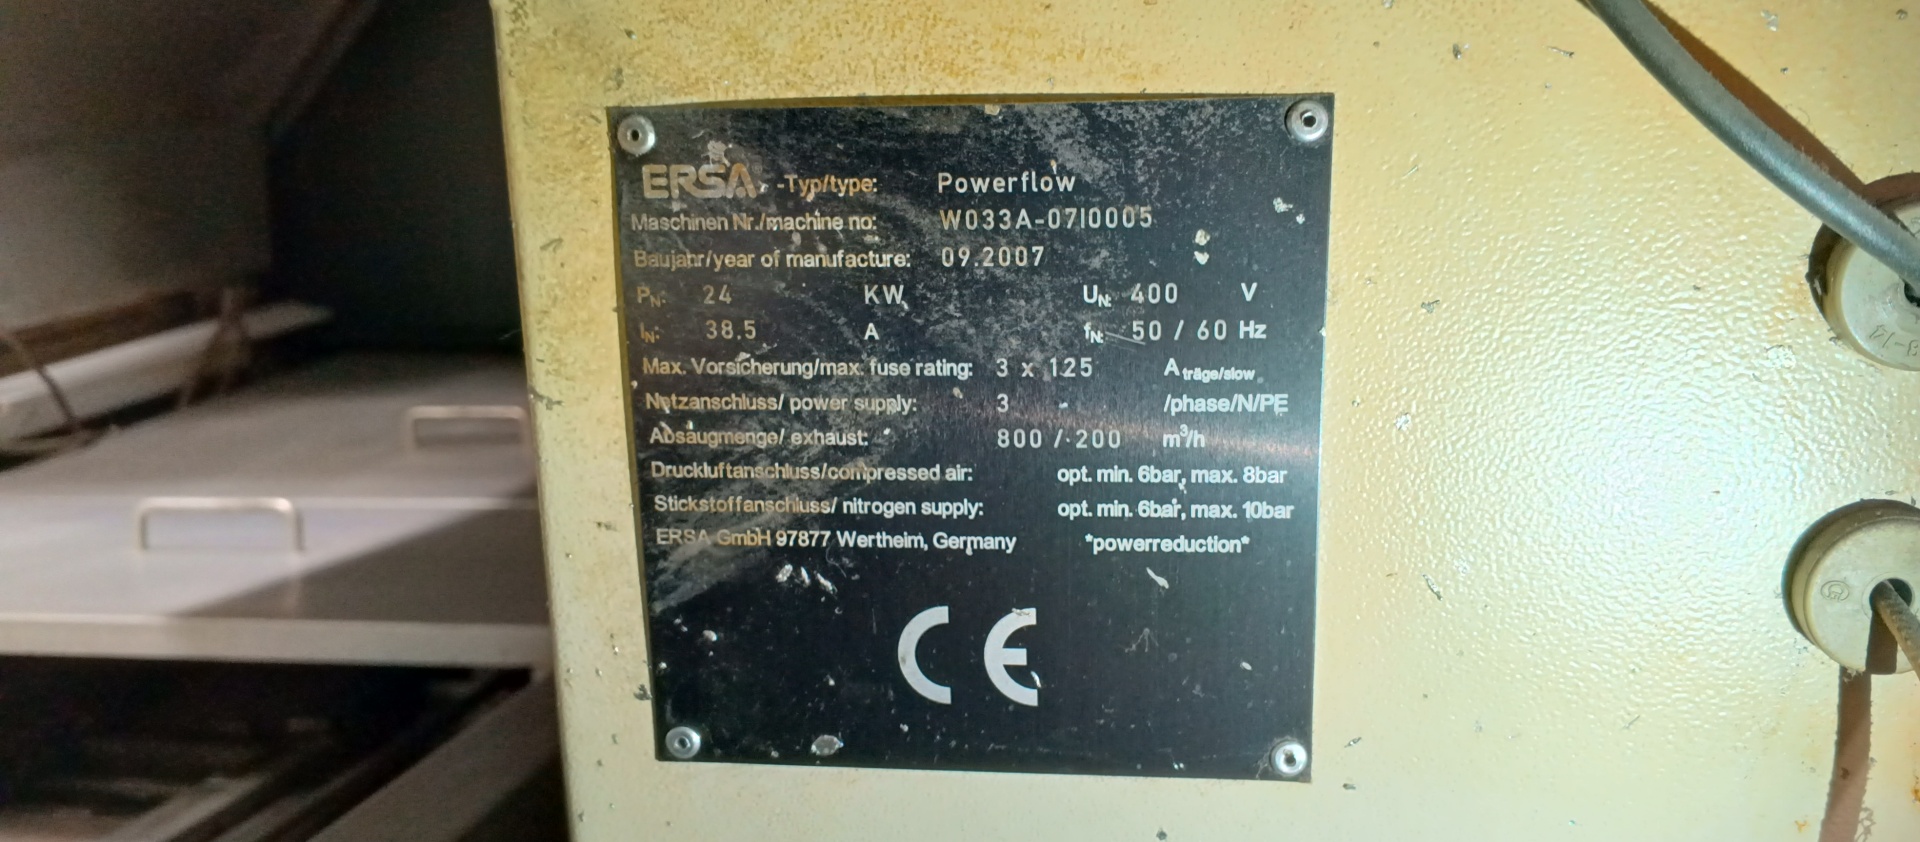 ERSA -Typ/type: Powerflow
Maschinen Nr./machine no: W033A-07I0005
Baujahr/year of manufacture: 09.2007
PN: 24 KW UN: 400 V
IN: 38.5 A fN: 50 / 60 Hz
Max. Vorsicherung/max. fuse rating: 3 x 125 A träge/slow
Netzanschluss/ power supply: 3 /phase/N/PE
Absaugmenge/ exhaust: 800 / 200 m³/h
Druckluftanschluss/compressed air: opt. min. 6bar, max. 8bar
Stickstoffanschluss/ nitrogen supply: opt. min. 6bar, max. 10bar
ERSA GmbH 97877 Wertheim, Germany *powerreduction*
CE